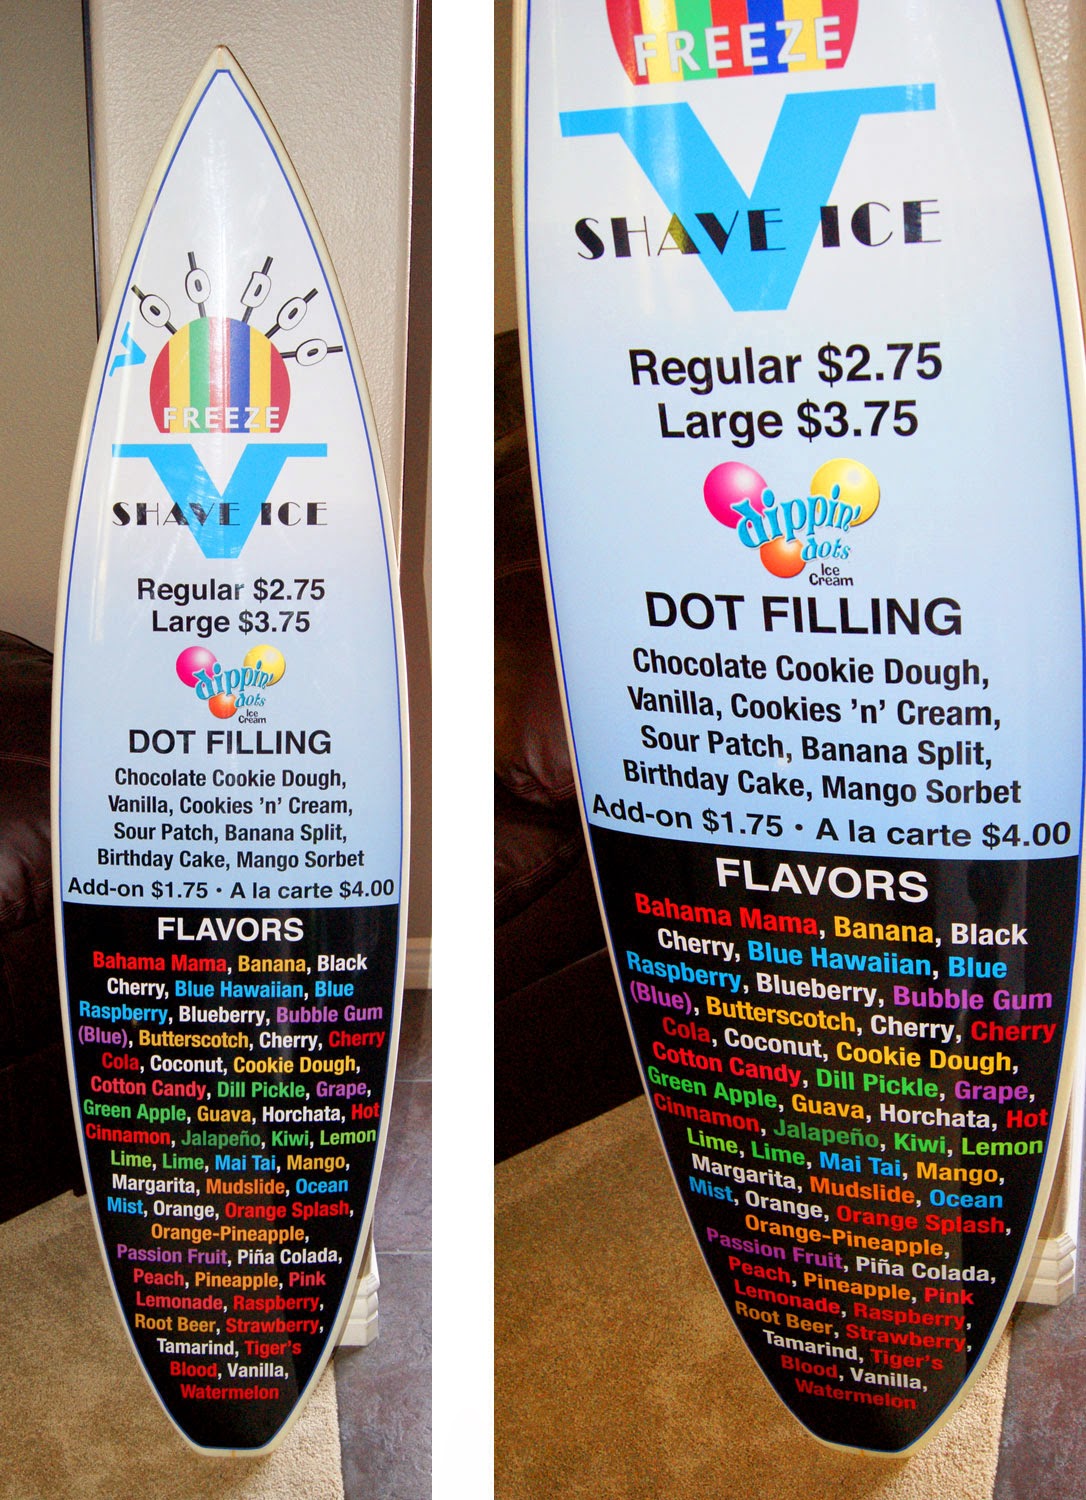 V
FREEZE
V
SHAVE ICE
Regular $2.75
Large $3.75
dippin'
dots
Ice
Cream
DOT FILLING
Chocolate Cookie Dough,
Vanilla, Cookies 'n' Cream,
Sour Patch, Banana Split,
Birthday Cake, Mango Sorbet
Add-on $1.75 · A la carte $4.00
FLAVORS
Bahama Mama, Banana, Black
Cherry, Blue Hawaiian, Blue
Raspberry, Blueberry, Bubble Gum
(Blue), Butterscotch, Cherry, Cherry
Cola, Coconut, Cookie Dough,
Cotton Candy, Dill Pickle, Grape,
Green Apple, Guava, Horchata, Hot
Cinnamon, Jalapeño, Kiwi, Lemon
Lime, Lime, Mai Tai, Mango,
Margarita, Mudslide, Ocean
Mist, Orange, Orange Splash,
Orange-Pineapple,
Passion Fruit, Piña Colada,
Peach, Pineapple, Pink
Lemonade, Raspberry,
Root Beer, Strawberry,
Tamarind, Tiger's
Blood, Vanilla,
Watermelon
FREEZE
V
SHAVE ICE
Regular $2.75
Large $3.75
dippin'
dots
Ice
Cream
DOT FILLING
Chocolate Cookie Dough,
Vanilla, Cookies 'n' Cream,
Sour Patch, Banana Split,
Birthday Cake, Mango Sorbet
Add-on $1.75 · A la carte $4.00
FLAVORS
Bahama Mama, Banana, Black
Cherry, Blue Hawaiian, Blue
Raspberry, Blueberry, Bubble Gum
(Blue), Butterscotch, Cherry, Cherry
Cola, Coconut, Cookie Dough,
Cotton Candy, Dill Pickle, Grape,
Green Apple, Guava, Horchata, Hot
Cinnamon, Jalapeño, Kiwi, Lemon
Lime, Lime, Mai Tai, Mango,
Margarita, Mudslide, Ocean
Mist, Orange, Orange Splash,
Orange-Pineapple,
Passion Fruit, Piña Colada,
Peach, Pineapple, Pink
Lemonade, Raspberry,
Root Beer, Strawberry,
Tamarind, Tiger's
Blood, Vanilla,
Watermelon